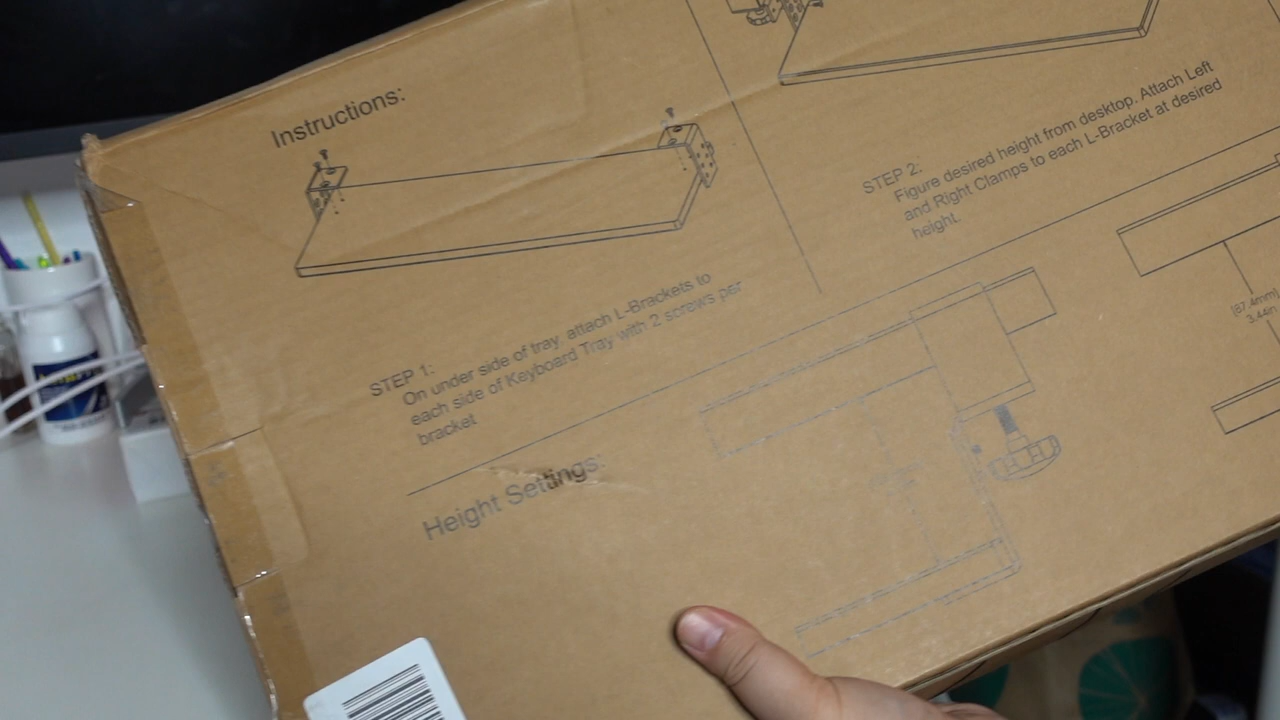 Instructions:
STEP 1:
On under side of tray, attach L-Brackets to
each side of Keyboard Tray with 2 screws per
bracket
STEP 2:
Figure desired height from desktop. Attach Left
and Right Clamps to each L-Bracket at desired
height.
Height Settings:
[87.4mm]
3.44in